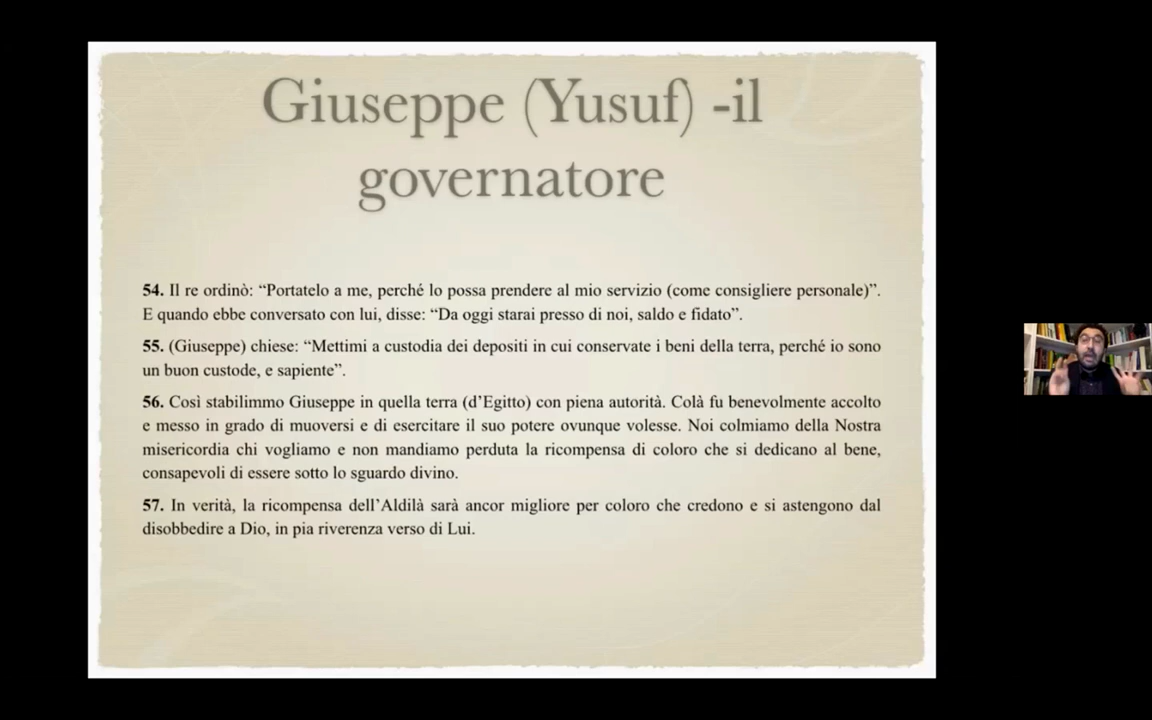 Giuseppe (Yusuf) -il
governatore
54. Il re ordinò: “Portatelo a me, perché lo possa prendere al mio servizio (come consigliere personale)”.
E quando ebbe conversato con lui, disse: “Da oggi starai presso di noi, saldo e fidato”.
55. (Giuseppe) chiese: “Mettimi a custodia dei depositi in cui conservate i beni della terra, perché io sono
un buon custode, e sapiente”.
56. Così stabilimmo Giuseppe in quella terra (d’Egitto) con piena autorità. Colà fu benevolmente accolto
e messo in grado di muoversi e di esercitare il suo potere ovunque volesse. Noi colmiamo della Nostra
misericordia chi vogliamo e non mandiamo perduta la ricompensa di coloro che si dedicano al bene,
consapevoli di essere sotto lo sguardo divino.
57. In verità, la ricompensa dell’Aldilà sarà ancor migliore per coloro che credono e si astengono dal
disobbedire a Dio, in pia riverenza verso di Lui.